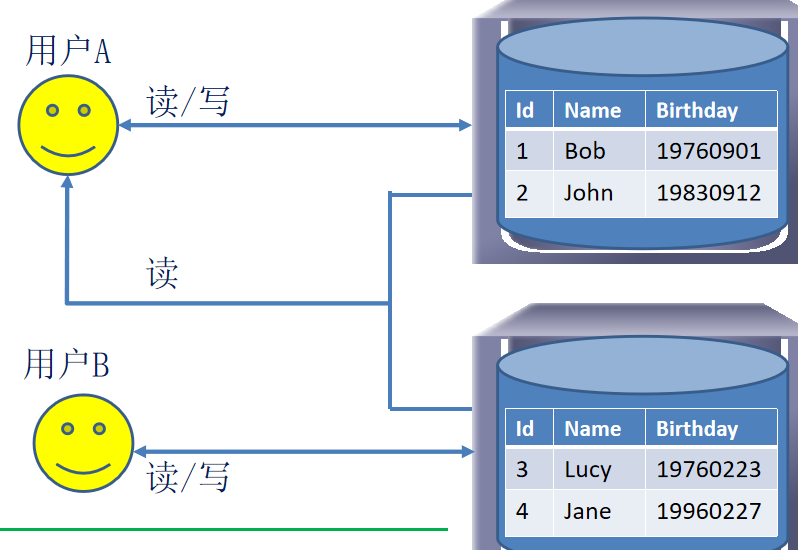 用户A
读/写
Id Name Birthday
1 Bob 19760901
2 John 19830912
读
用户B
读/写
Id Name Birthday
3 Lucy 19760223
4 Jane 19960227